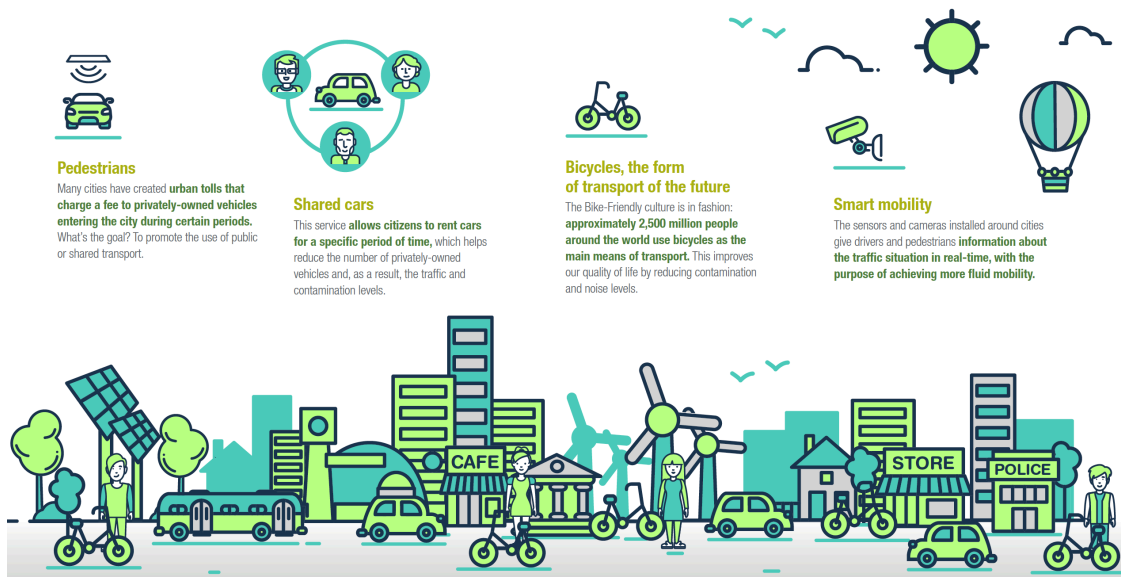 Pedestrians
Many cities have created urban tolls that
charge a fee to privately-owned vehicles
entering the city during certain periods.
What's the goal? To promote the use of public
or shared transport.
Shared cars
This service allows citizens to rent cars
for a specific period of time, which helps
reduce the number of privately-owned
vehicles and, as a result, the traffic and
contamination levels.
Bicycles, the form
of transport of the future
The Bike-Friendly culture is in fashion:
approximately 2,500 million people
around the world use bicycles as the
main means of transport. This improves
our quality of life by reducing contamination
and noise levels.
Smart mobility
The sensors and cameras installed around cities
give drivers and pedestrians information about
the traffic situation in real-time, with the
purpose of achieving more fluid mobility.
CAFE
STORE
POLICE